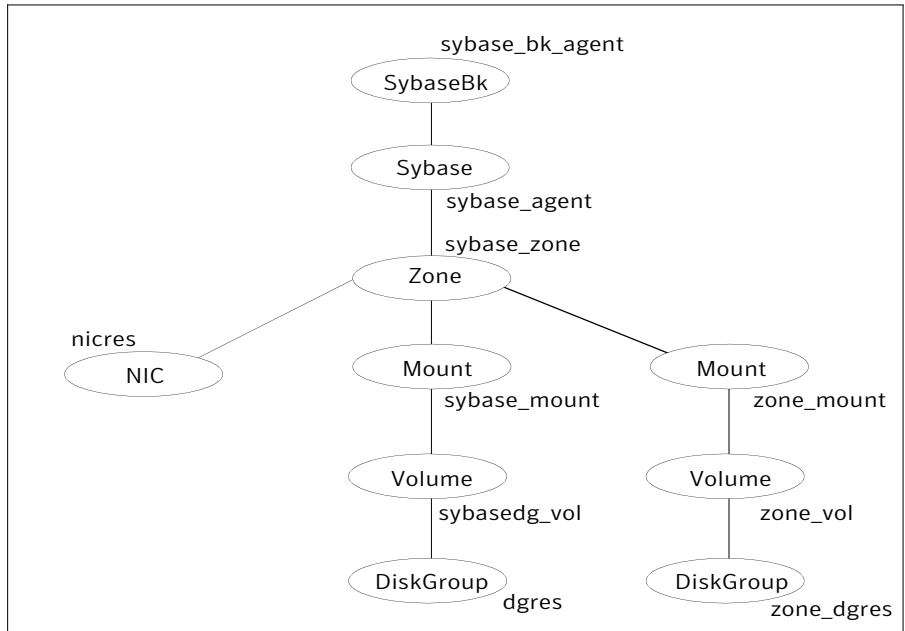 sybase_bk_agent
SybaseBk
Sybase
sybase_agent
sybase_zone
Zone
nicres
NIC
Mount
sybase_mount
Mount
zone_mount
Volume
sybasedg_vol
Volume
zone_vol
DiskGroup
dgres
DiskGroup
zone_dgres